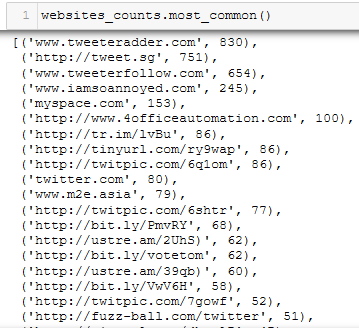 1 websites_counts.most_common()
[('www.tweeteradder.com', 830),
('http://tweet.sg', 751),
('www.tweeterfollow.com', 654),
('www.iamsoannoyed.com', 245),
('myspace.com', 153),
('http://www.4officeautomation.com', 100),
('http://tr.im/lvBu', 86),
('http://tinyurl.com/ry9wap', 86),
('http://twitpic.com/6q1om', 86),
('twitter.com', 80),
('www.m2e.asia', 79),
('http://twitpic.com/6shtr', 77),
('http://bit.ly/PmvRY', 68),
('http://ustre.am/2UhS)', 62),
('http://bit.ly/votetom', 62),
('http://ustre.am/39qb)', 60),
('http://bit.ly/VwV6H', 58),
('http://twitpic.com/7gowf', 52),
('http://fuzz-ball.com/twitter', 51),